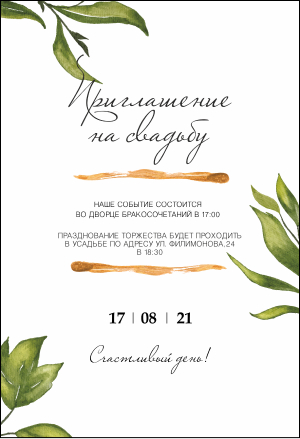 Приглашение
на свадьбу
НАШЕ СОБЫТИЕ СОСТОИТСЯ
ВО ДВОРЦЕ БРАКОСОЧЕТАНИЙ В 17:00
ПРАЗДНОВАНИЕ ТОРЖЕСТВА БУДЕТ ПРОХОДИТЬ
В УСАДЬБЕ ПО АДРЕСУ УЛ. ФИЛИМОНОВА,24
В 18:30
17 | 08 | 21
Счастливый день!